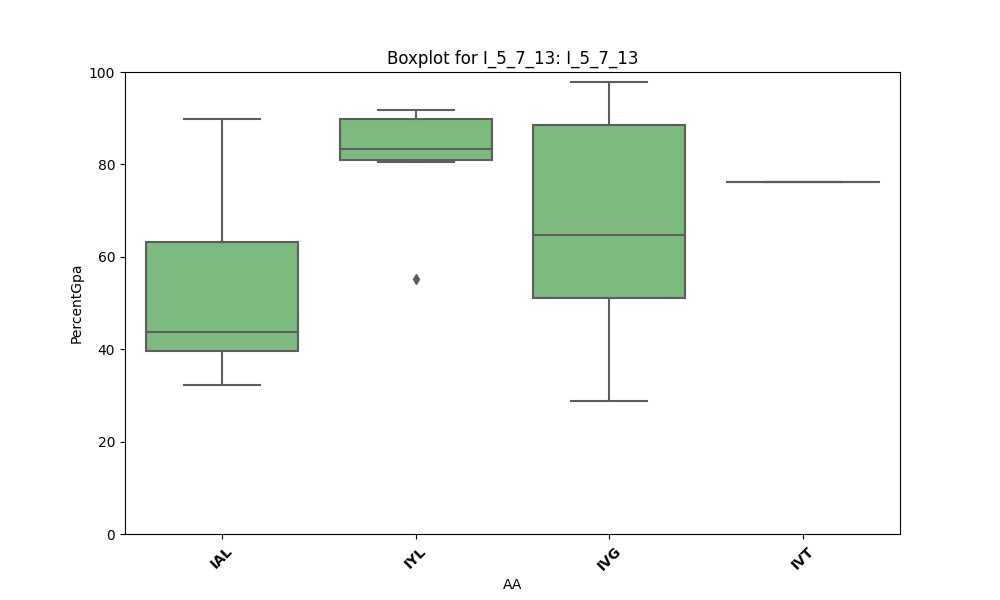 Boxplot for I_5_7_13: I_5_7_13
PercentGpa
100
80
60
40
20
0
IAL
IYL
IVG
IVT
AA